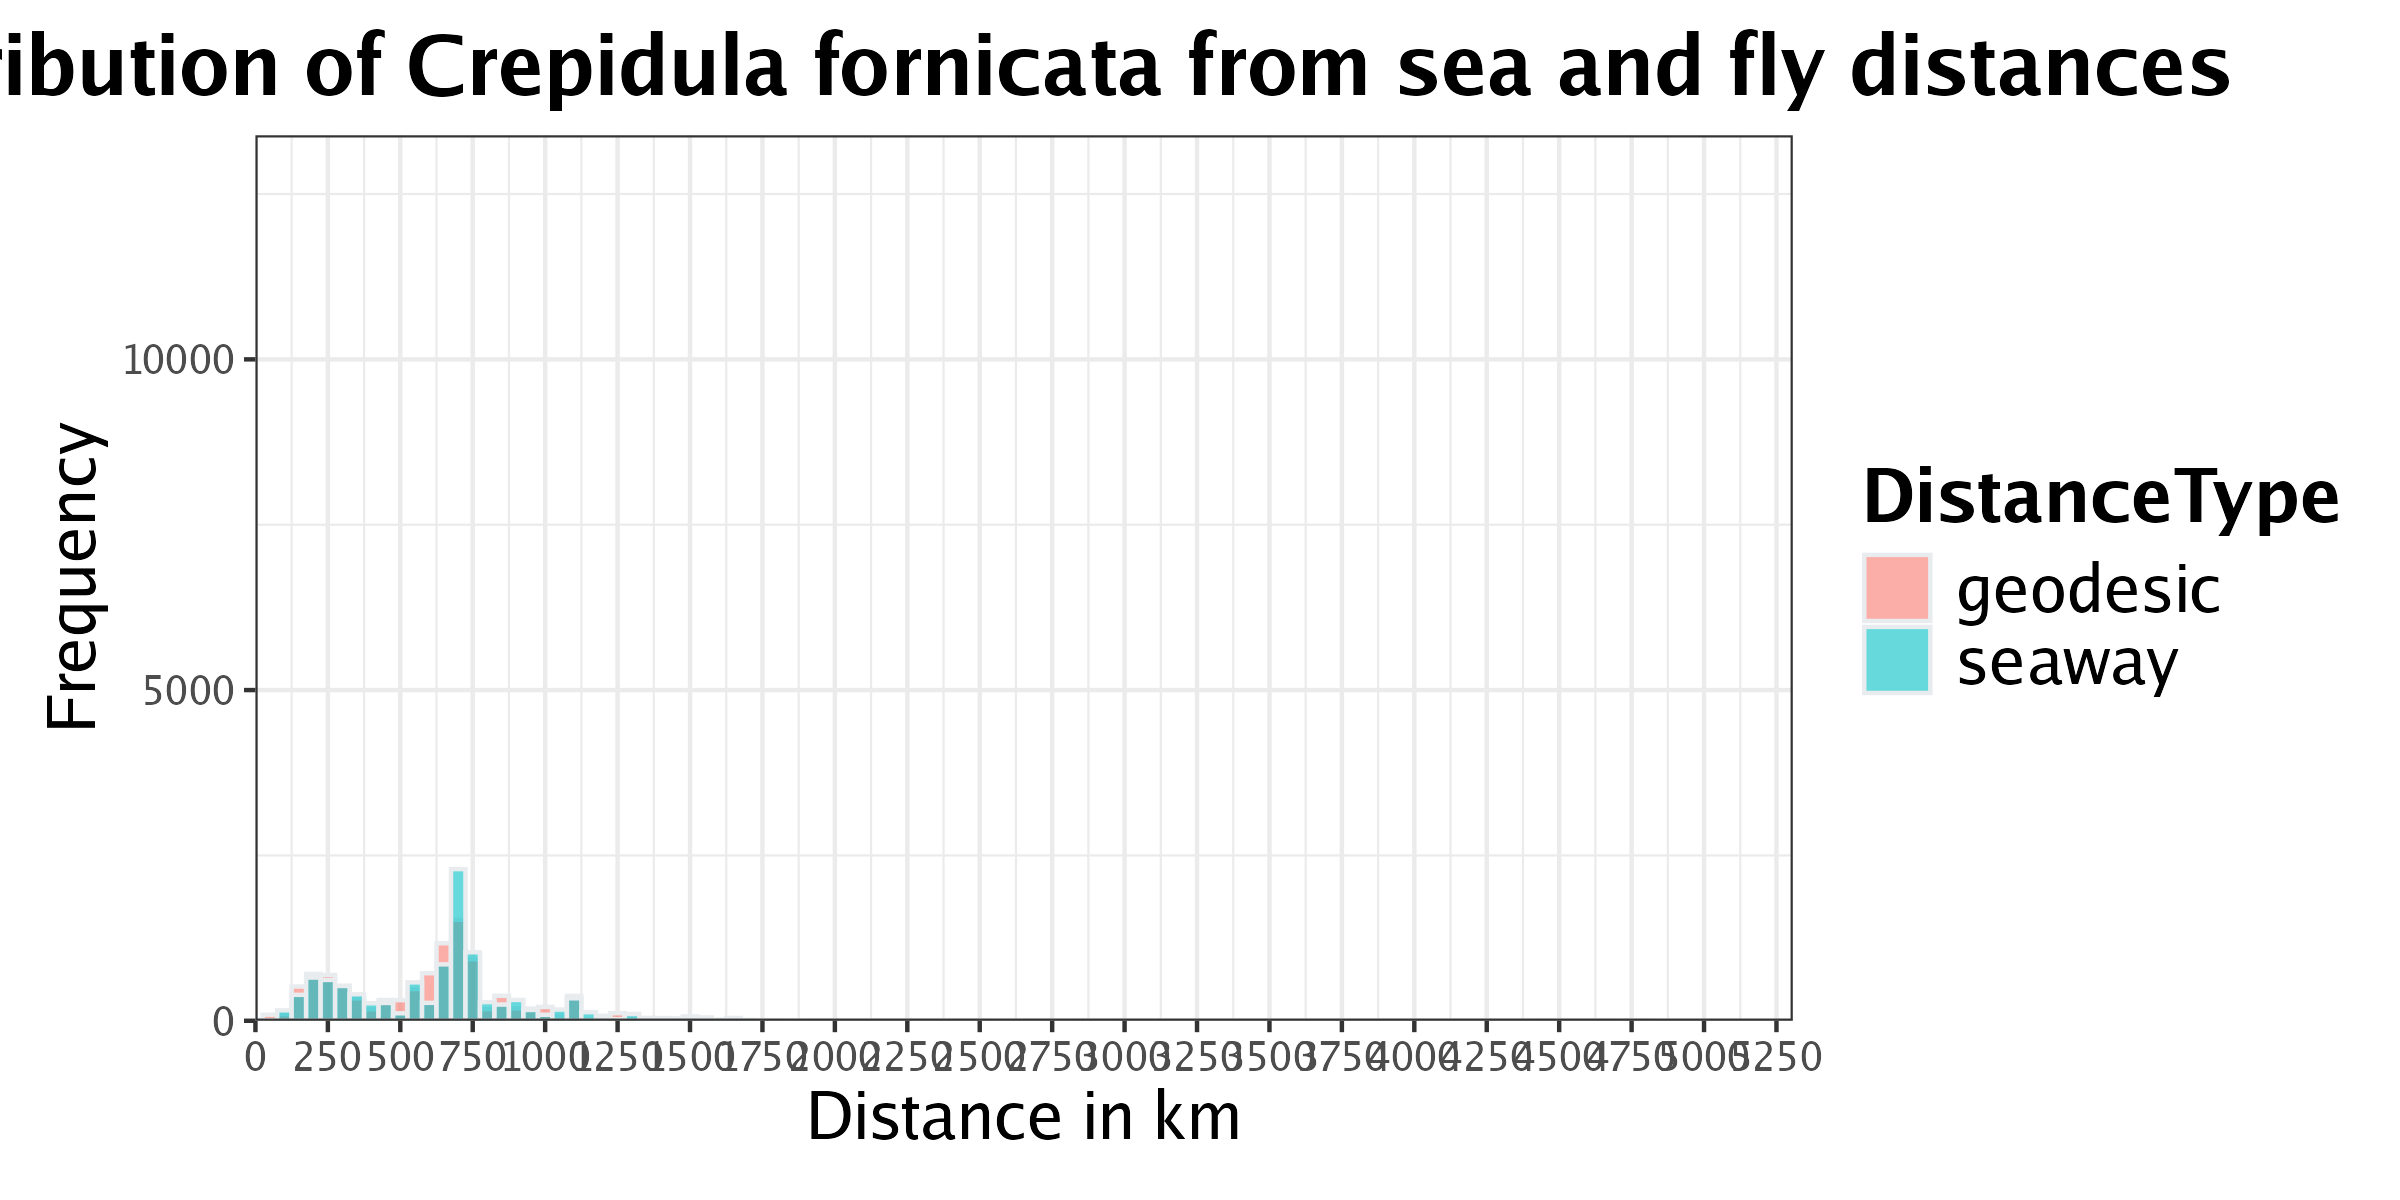 ribution of Crepidula fornicata from sea and fly distances
10000
5000
0
Frequency
0 250 500 750 1000 1250 1500 1750 2000 2250 2500 2750 3000 3250 3500 3750 4000 4250 4500 4750 5000 5250
Distance in km
DistanceType
geodesic
seaway